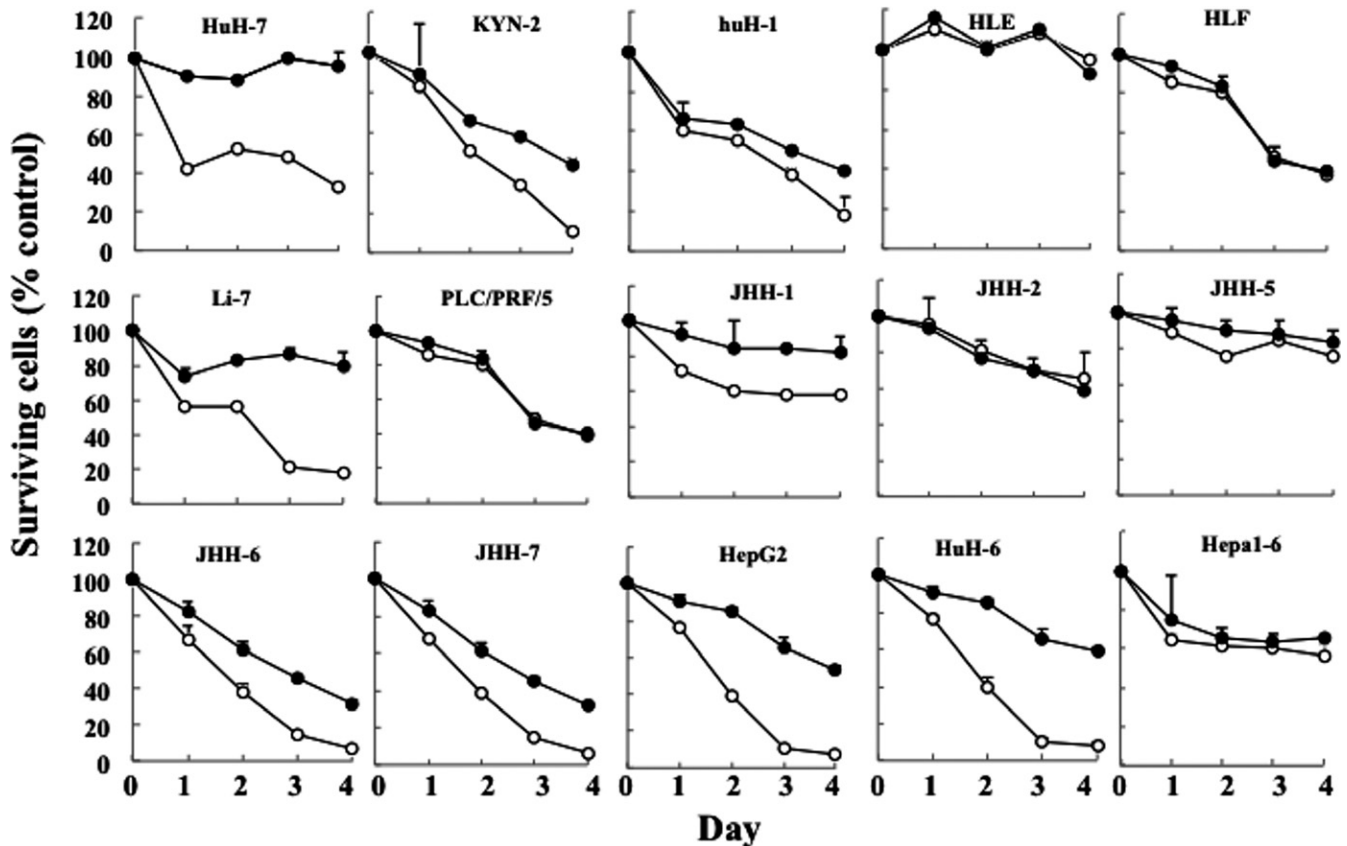 Surviving cells (% control)
HuH-7
KYN-2
huH-1
HLE
HLF
120
100
80
60
40
20
0
Li-7
PLC/PRF/5
JHH-1
JHH-2
JHH-5
120
100
80
60
40
20
0
JHH-6
JHH-7
HepG2
HuH-6
Hepa1-6
120
100
80
60
40
20
0
0 1 2 3 4
0 1 2 3 4
0 1 2 3 4
0 1 2 3 4
0 1 2 3 4
Day